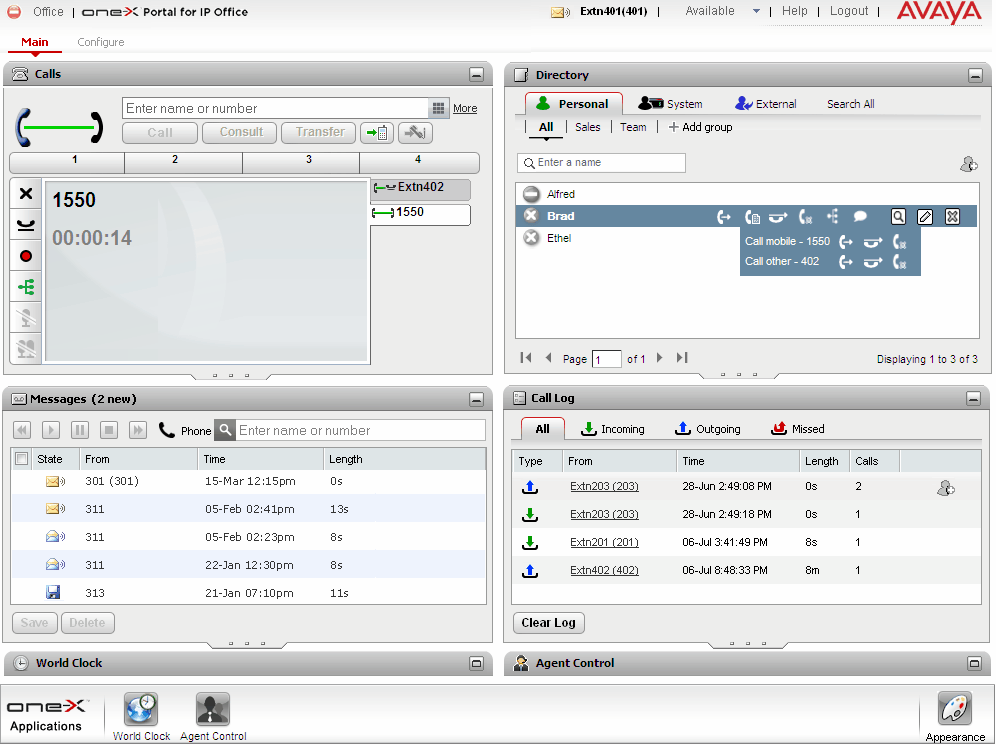 Office | one-X Portal for IP Office
Extn401(401) | Available | Help | Logout | AVAYA
Main Configure
Calls
Enter name or number More
Call Consult Transfer
1 2 3 4
1550
00:00:14
Extn402
1550
Directory
Personal System External Search All
All Sales Team + Add group
Enter a name
Alfred
Brad
Ethel
Call mobile - 1550
Call other - 402
Page 1 of 1 Displaying 1 to 3 of 3
Messages (2 new)
Phone Enter name or number
State From Time Length
301 (301) 15-Mar 12:15pm 0s
311 05-Feb 02:41pm 13s
311 05-Feb 02:23pm 8s
311 22-Jan 12:30pm 8s
313 21-Jan 07:10pm 11s
Save Delete
Call Log
All Incoming Outgoing Missed
Type From Time Length Calls
Extn203 (203) 28-Jun 2:49:08 PM 0s 2
Extn203 (203) 28-Jun 2:49:18 PM 0s 1
Extn201 (201) 06-Jul 3:41:49 PM 8s 1
Extn402 (402) 06-Jul 8:48:33 PM 8m 1
Clear Log
World Clock
Agent Control
one-X
Applications
World Clock Agent Control Appearance